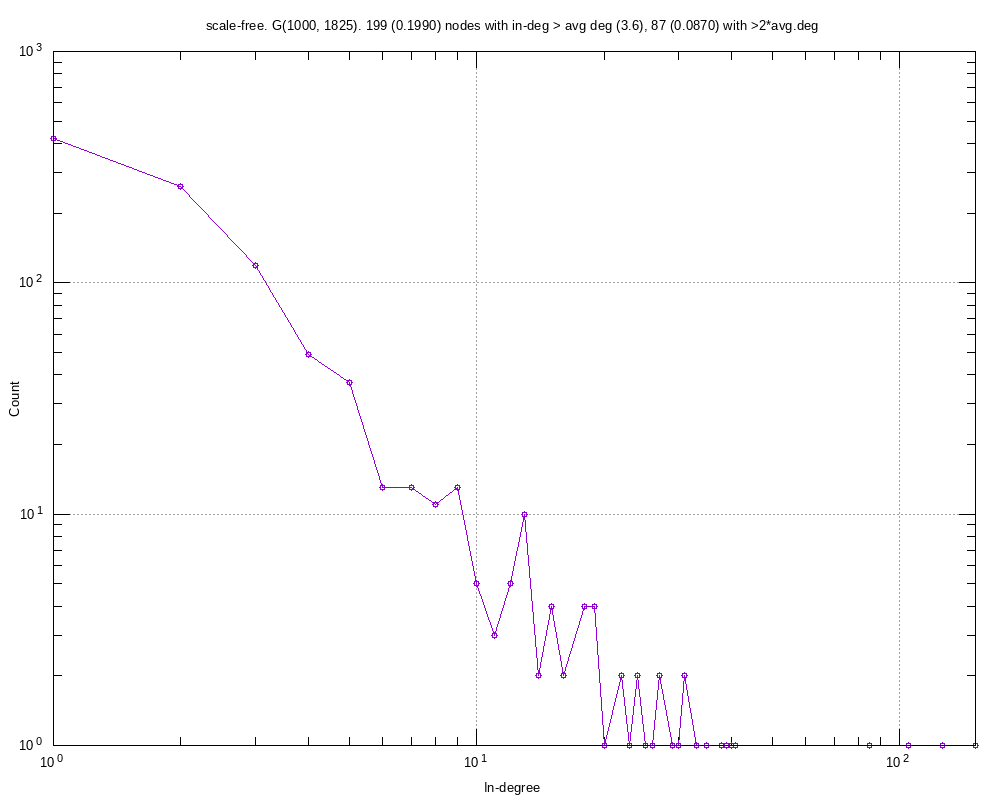 scale-free. G(1000, 1825). 199 (0.1990) nodes with in-deg > avg deg (3.6), 87 (0.0870) with >2*avg.deg
10^3
10^2
10^1
10^0
Count
10^0 10^1 10^2
In-degree